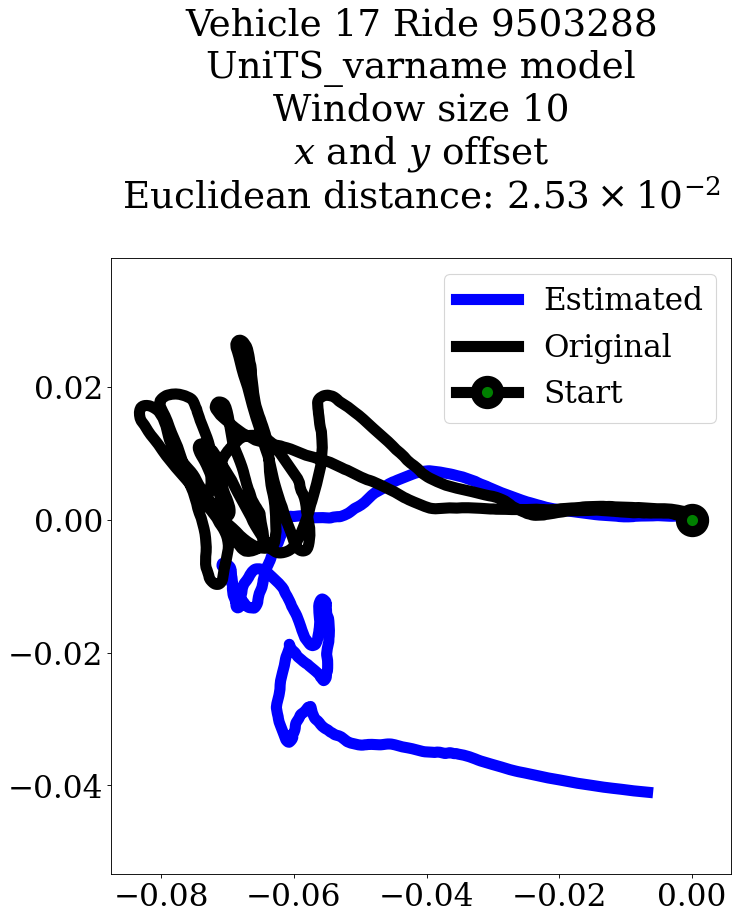 Vehicle 17 Ride 9503288
UniTS_varname model
Window size 10
x and y offset
Euclidean distance: 2.53 × 10⁻²
Estimated
Original
Start
0.02
0.00
−0.02
−0.04
−0.08
−0.06
−0.04
−0.02
0.00